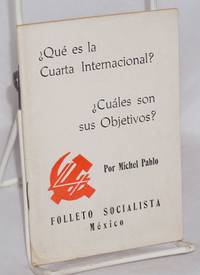 ¿Qué es la
Cuarta Internacional?
¿Cuáles son
sus Objetivos?
Por Michel Pablo
FOLLETO SOCIALISTA
México